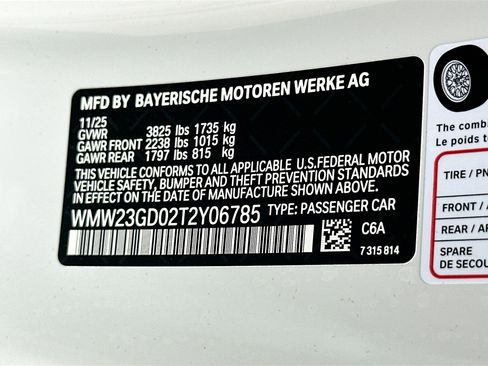 MFD BY BAYERISCHE MOTOREN WERKE AG
11/25
GVWR 3825 lbs 1735 kg
GAWR FRONT 2238 lbs 1015 kg
GAWR REAR 1797 lbs 815 kg
THIS VEHICLE CONFORMS TO ALL APPLICABLE U.S.FEDERAL MOTOR
VEHICLE SAFETY, BUMPER AND THEFT PREVENTION STANDARDS
IN EFFECT ON THE DATE OF MANUFACTURE SHOWN ABOVE.
WMW23GD02T2Y06785 TYPE: PASSENGER CAR
C6A
7 315 814
The combin
Le poids to
TIRE / PN
FRONT / A
REAR / AR
SPARE
DE SECOU